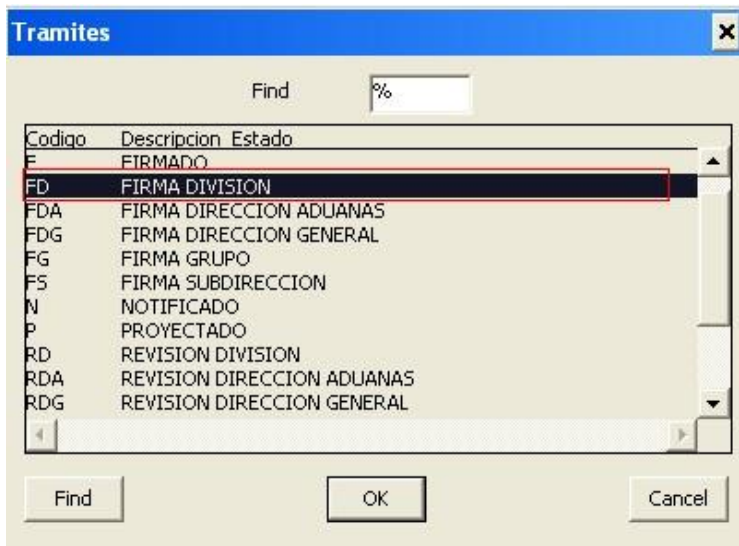 Tramites
Find %
Codigo Descripcion Estado
F FIRMADO
FD FIRMA DIVISION
FDA FIRMA DIRECCION ADUANAS
FDG FIRMA DIRECCION GENERAL
FG FIRMA GRUPO
FS FIRMA SUBDIRECCION
N NOTIFICADO
P PROYECTADO
RD REVISION DIVISION
RDA REVISION DIRECCION ADUANAS
RDG REVISION DIRECCION GENERAL
Find OK Cancel